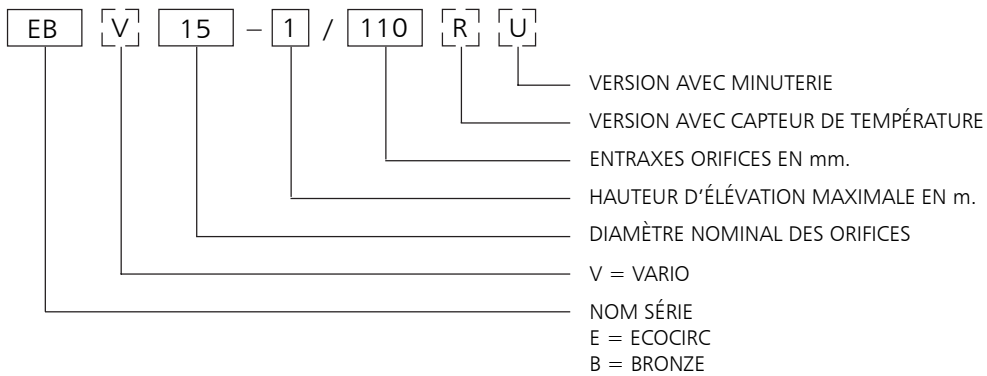 EB V 15 – 1 / 110 R U
VERSION AVEC MINUTERIE
VERSION AVEC CAPTEUR DE TEMPÉRATURE
ENTRAXES ORIFICES EN mm.
HAUTEUR D’ÉLÉVATION MAXIMALE EN m.
DIAMÈTRE NOMINAL DES ORIFICES
V = VARIO
NOM SÉRIE
E = ECOCIRC
B = BRONZE